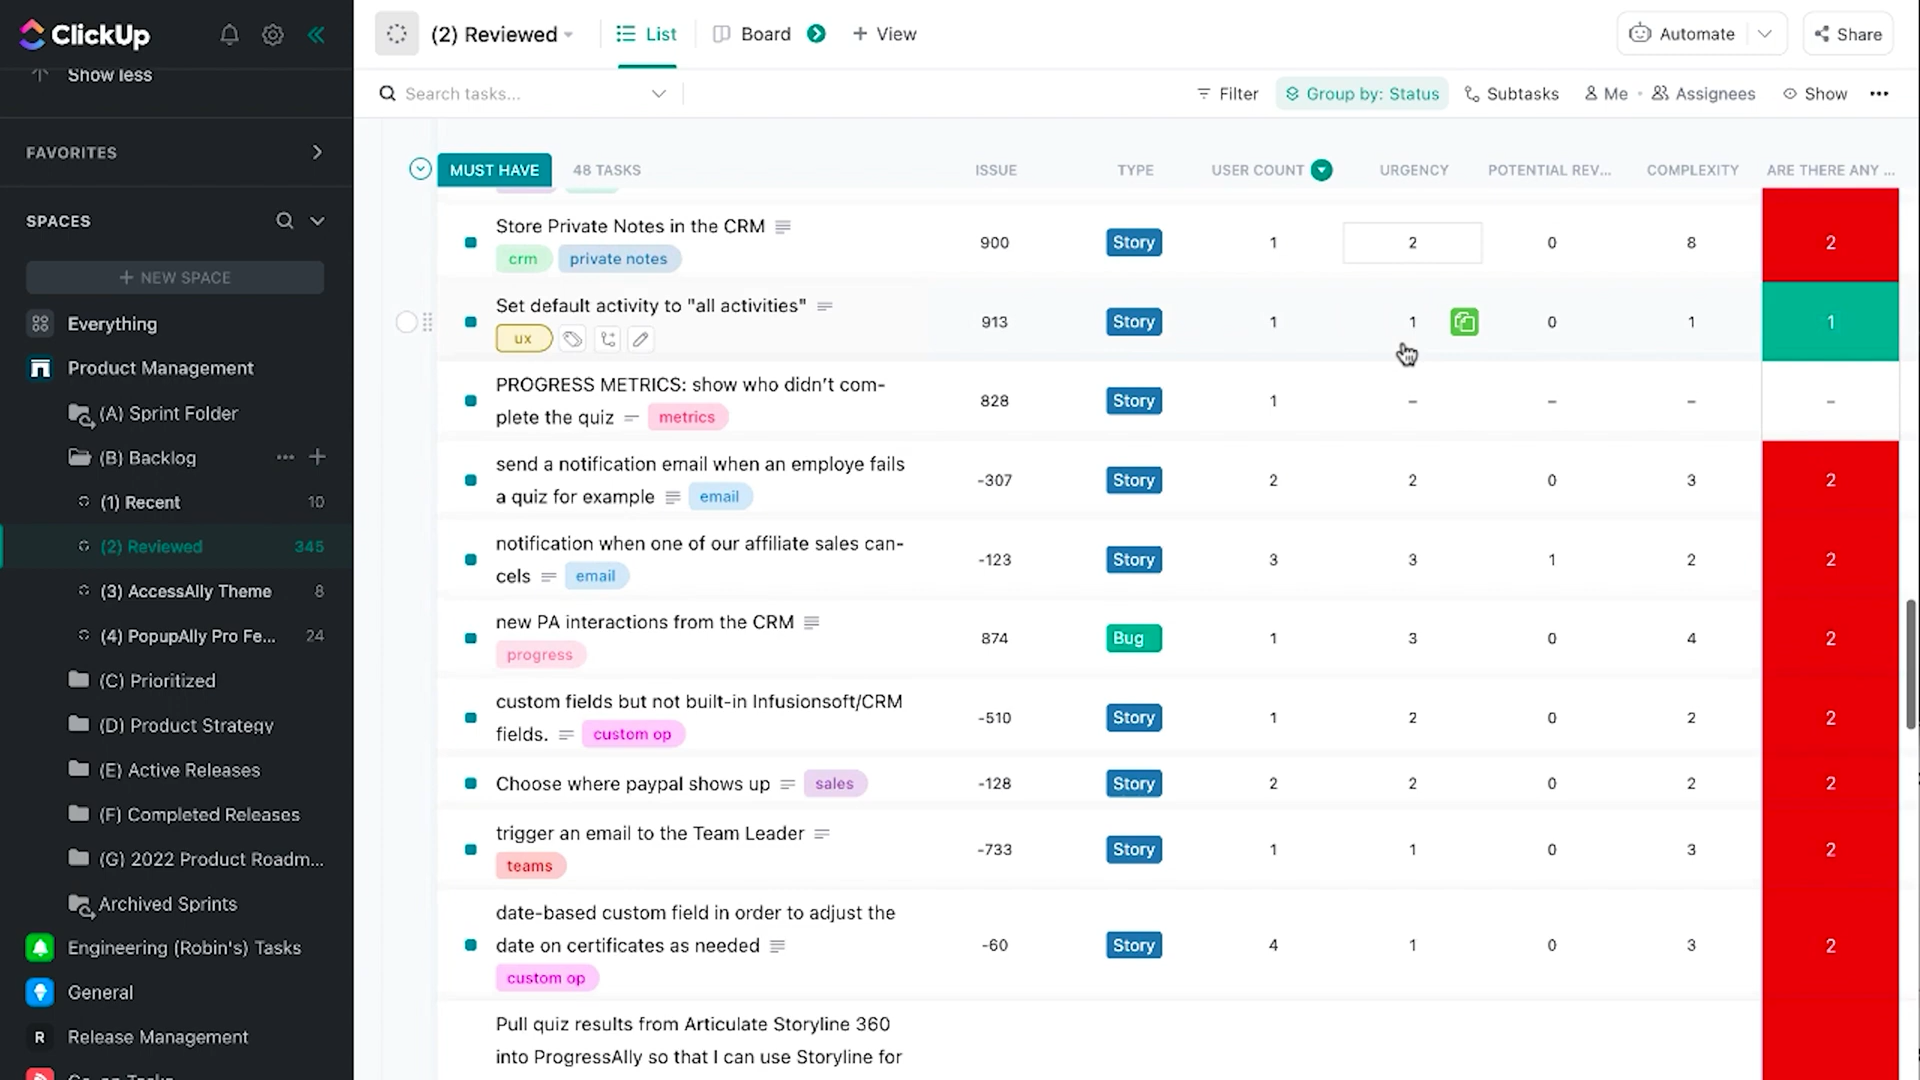 ClickUp
Show less
FAVORITES
SPACES
+ NEW SPACE
Everything
Product Management
(A) Sprint Folder
(B) Backlog
(1) Recent 10
(2) Reviewed 345
(3) AccessAlly Theme 8
(4) PopupAlly Pro Fe... 24
(C) Prioritized
(D) Product Strategy
(E) Active Releases
(F) Completed Releases
(G) 2022 Product Roadm...
Archived Sprints
Engineering (Robin's) Tasks
General
R Release Management
(2) Reviewed List Board + View Automate Share
Search tasks... Filter Group by: Status Subtasks Me Assignees Show
MUST HAVE 48 TASKS ISSUE TYPE USER COUNT URGENCY POTENTIAL REV... COMPLEXITY ARE THERE ANY ...
Store Private Notes in the CRM
crm private notes
900 Story 1 2 0 8 2
Set default activity to "all activities"
ux
913 Story 1 1 0 1 1
PROGRESS METRICS: show who didn’t com-
plete the quiz metrics
828 Story 1 – – – –
send a notification email when an employe fails
a quiz for example email
-307 Story 2 2 0 3 2
notification when one of our affiliate sales can-
cels email
-123 Story 3 3 1 2 2
new PA interactions from the CRM
progress
874 Bug 1 3 0 4 2
custom fields but not built-in Infusionsoft/CRM
fields. custom op
-510 Story 1 2 0 2 2
Choose where paypal shows up sales -128 Story 2 2 0 2 2
trigger an email to the Team Leader
teams
-733 Story 1 1 0 3 2
date-based custom field in order to adjust the
date on certificates as needed
custom op
-60 Story 4 1 0 3 2
Pull quiz results from Articulate Storyline 360
into ProgressAlly so that I can use Storyline for